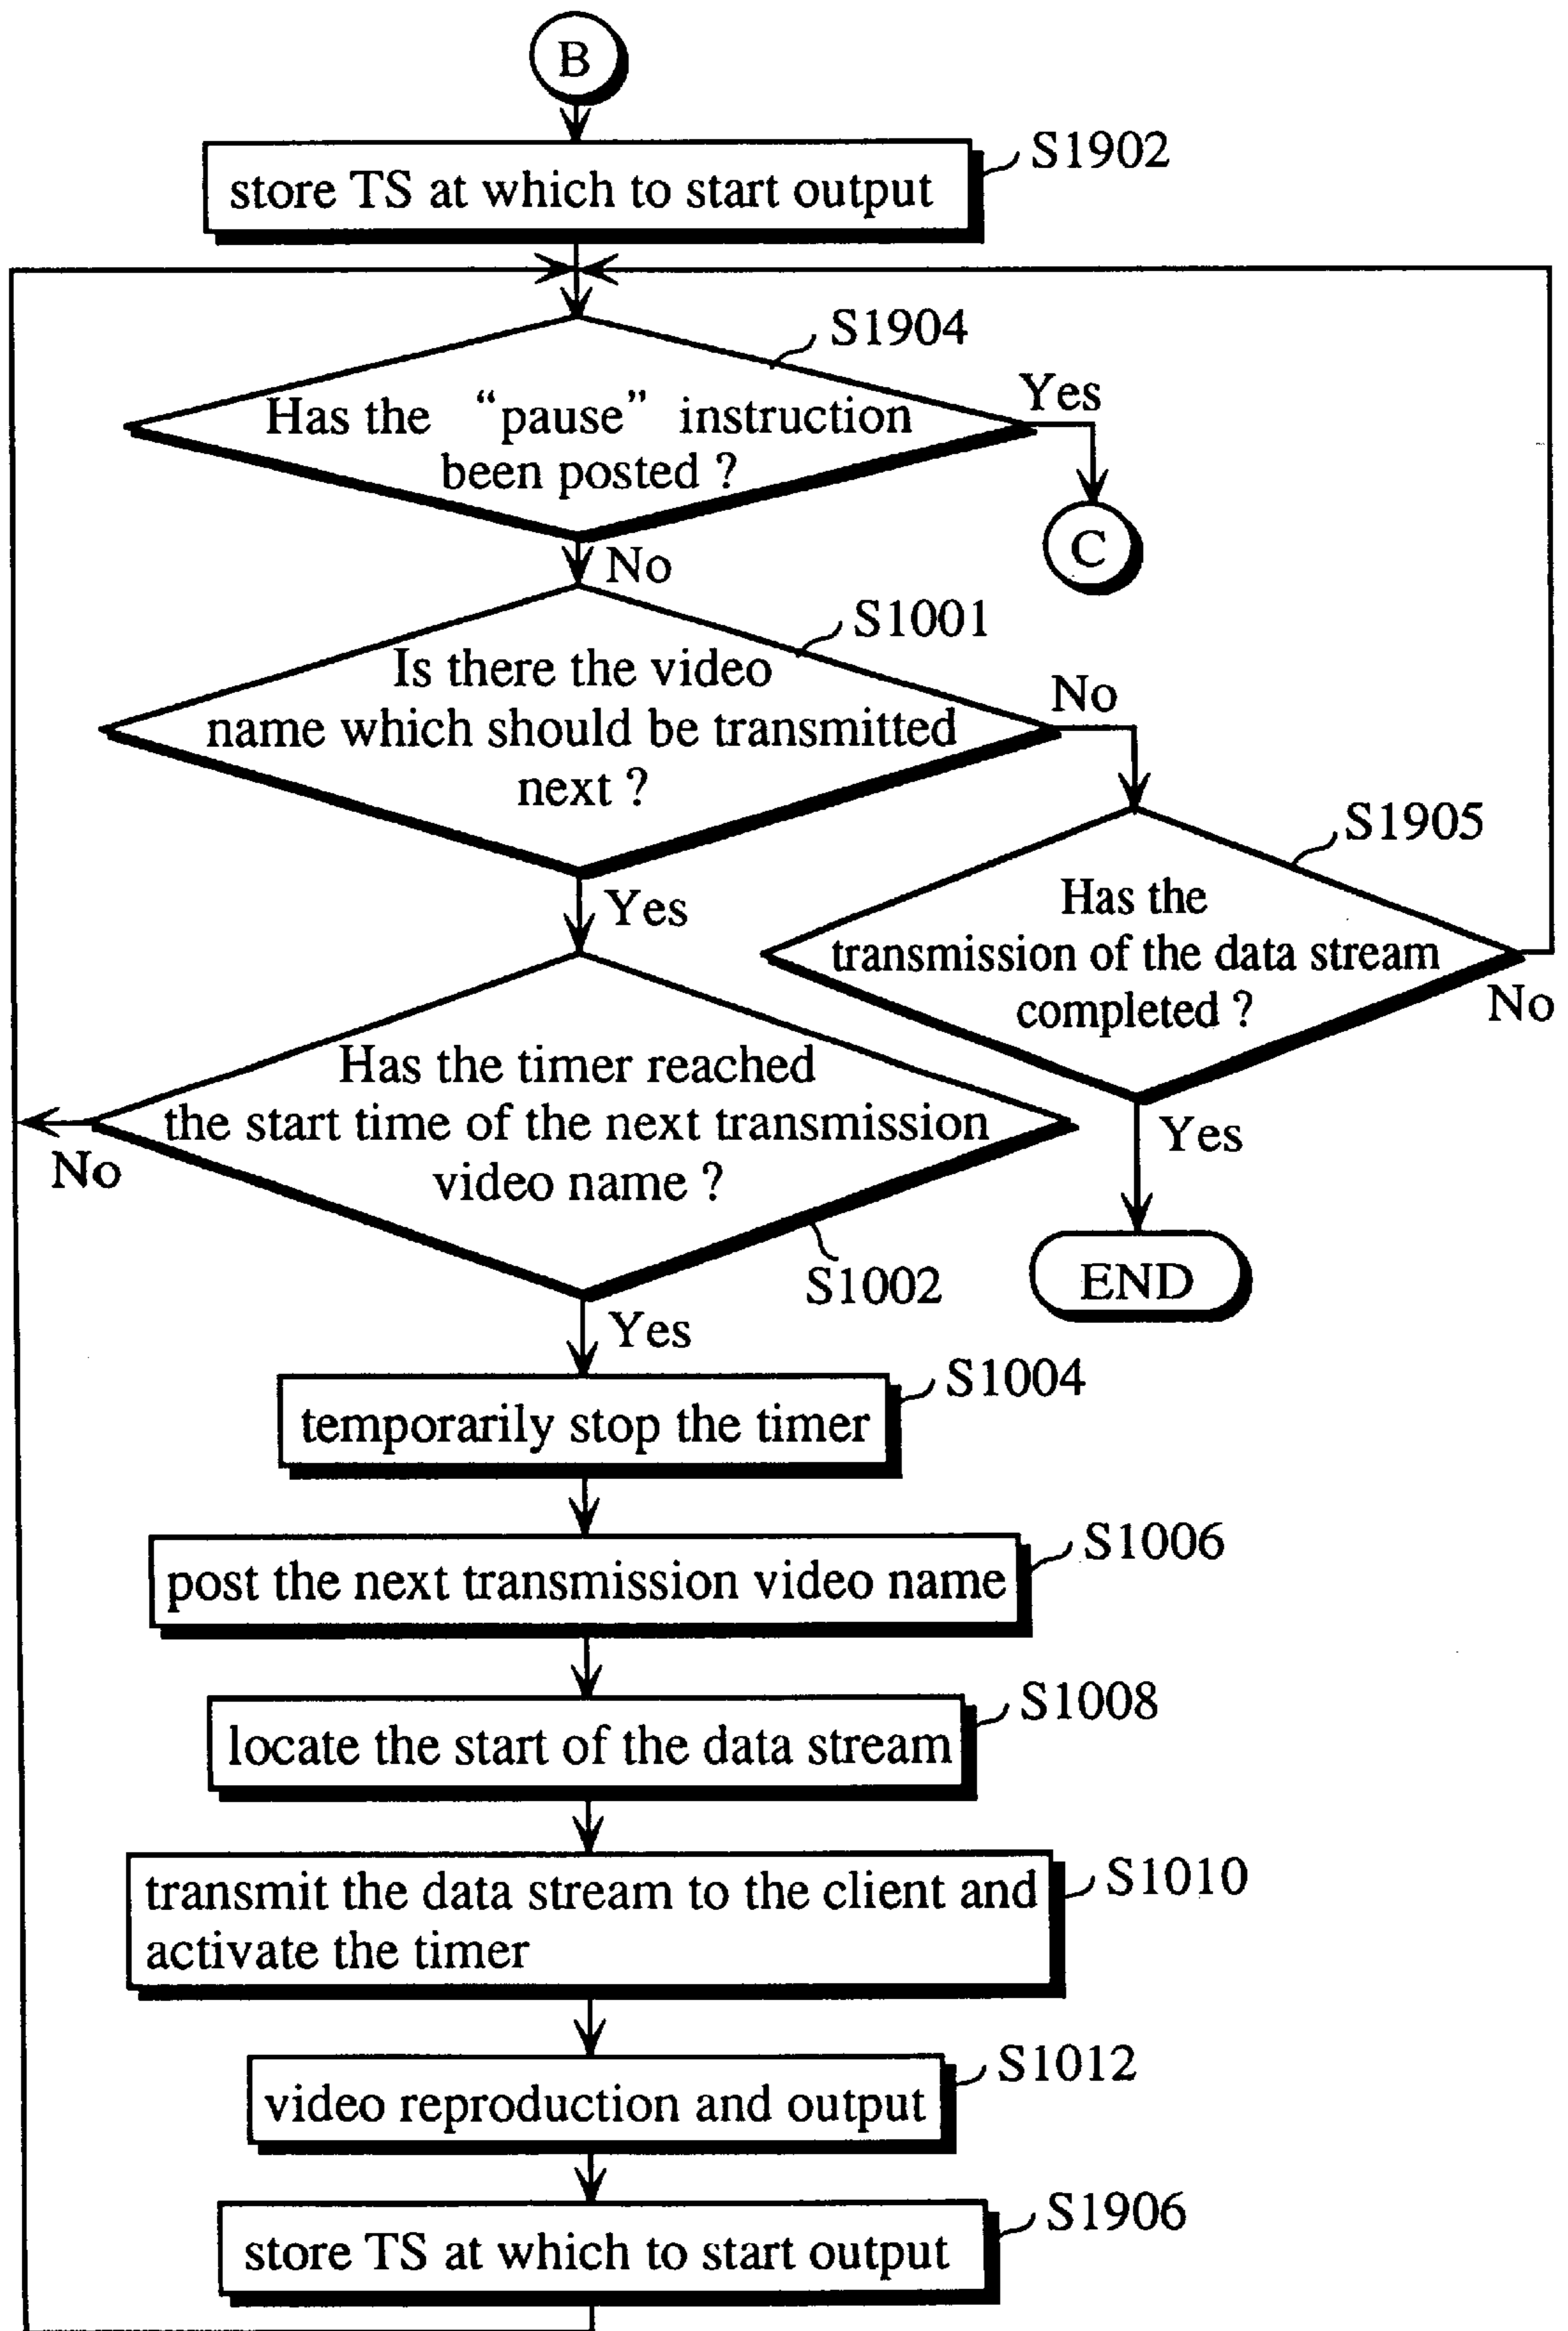 B
S1902
store TS at which to start output
S1904
Has the “pause” instruction
been posted ?
Yes
C
No
S1001
Is there the video
name which should be transmitted
next ?
No
Yes
S1905
Has the
transmission of the data stream
completed ?
No
Yes
END
Has the timer reached
the start time of the next transmission
video name ?
No
S1002
Yes
S1004
temporarily stop the timer
S1006
post the next transmission video name
S1008
locate the start of the data stream
S1010
transmit the data stream to the client and
activate the timer
S1012
video reproduction and output
S1906
store TS at which to start output